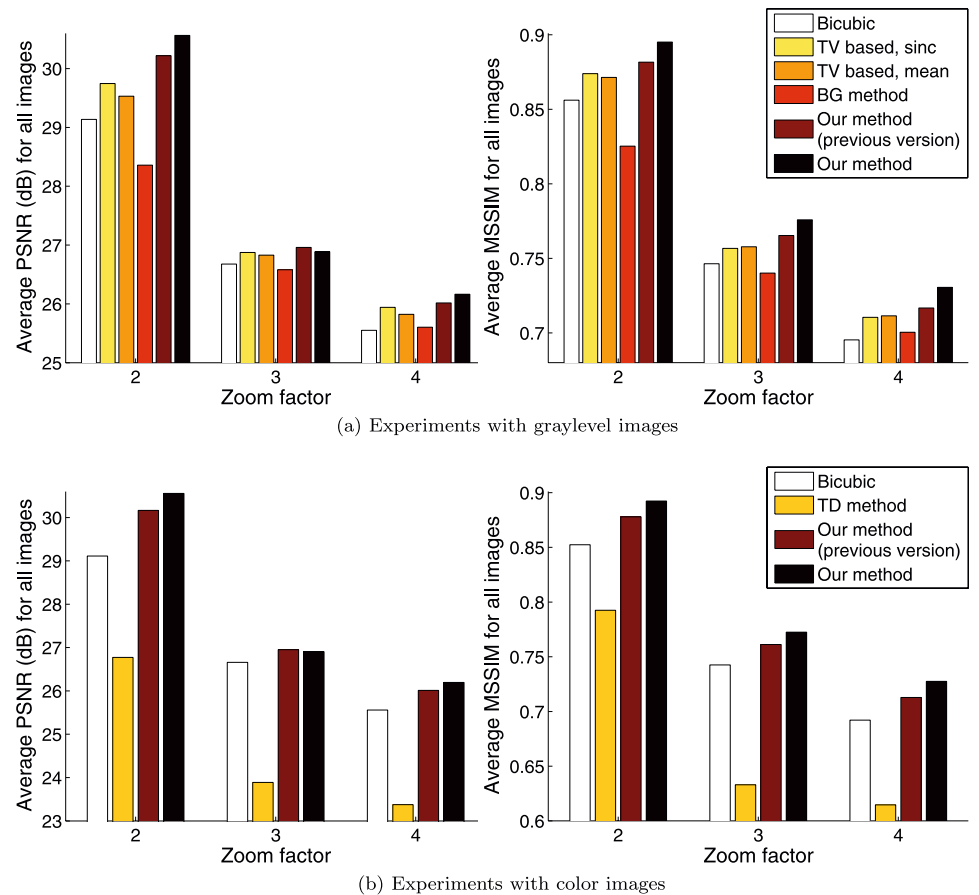 Average PSNR (dB) for all images
30
29
28
27
26
25
2
3
4
Zoom factor
Average MSSIM for all images
0.9
0.85
0.8
0.75
0.7
2
3
4
Zoom factor
Bicubic
TV based, sinc
TV based, mean
BG method
Our method
(previous version)
Our method
(a) Experiments with graylevel images
Average PSNR (dB) for all images
30
29
28
27
26
25
24
23
2
3
4
Zoom factor
Average MSSIM for all images
0.9
0.85
0.8
0.75
0.7
0.65
0.6
2
3
4
Zoom factor
Bicubic
TD method
Our method
(previous version)
Our method
(b) Experiments with color images